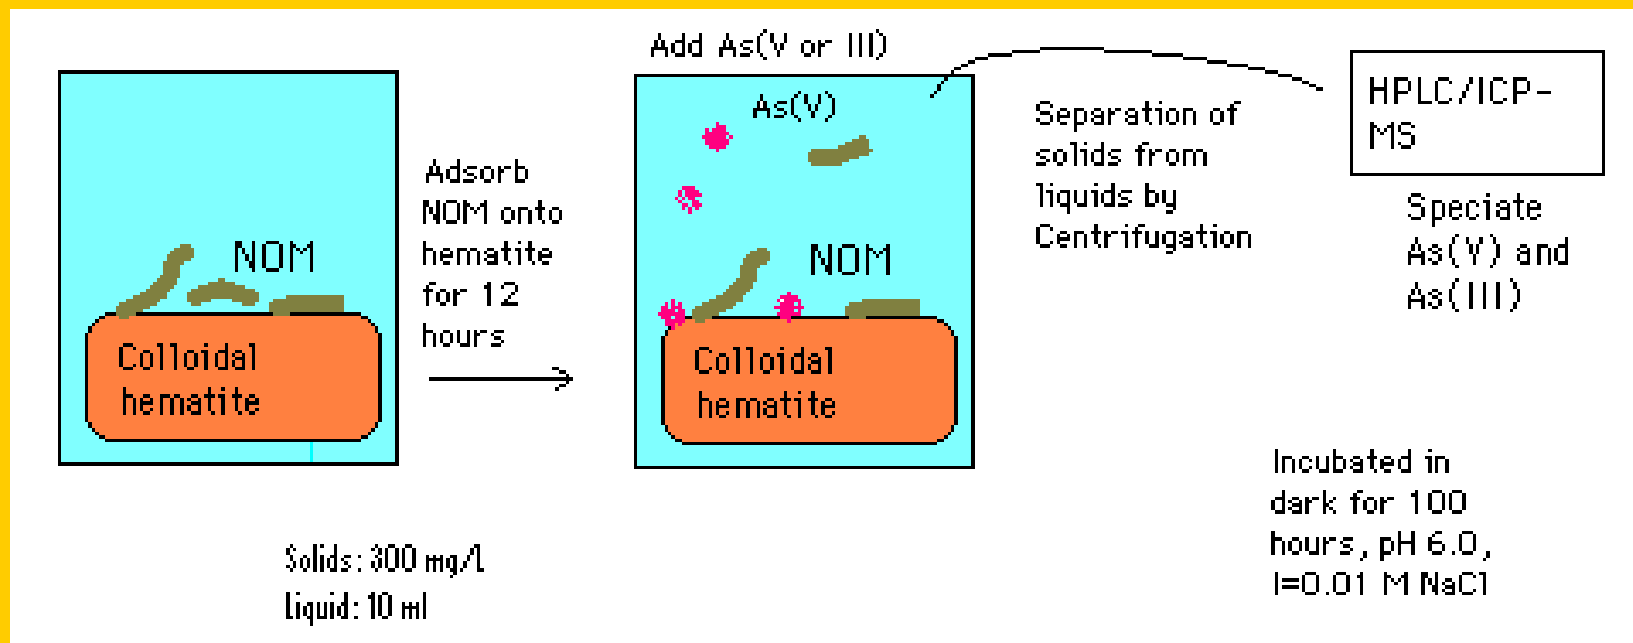 NOM
Colloidal
hematite
Adsorb
NOM onto
hematite
for 12
hours
Add As(V or III)
As(V)
NOM
Colloidal
hematite
Separation of
solids from
liquids by
Centrifugation
HPLC/ICP-
MS
Speciate
As(V) and
As(III)
Solids: 300 mg/L
Liquid: 10 ml
Incubated in
dark for 100
hours, pH 6.0,
I=0.01 M NaCl